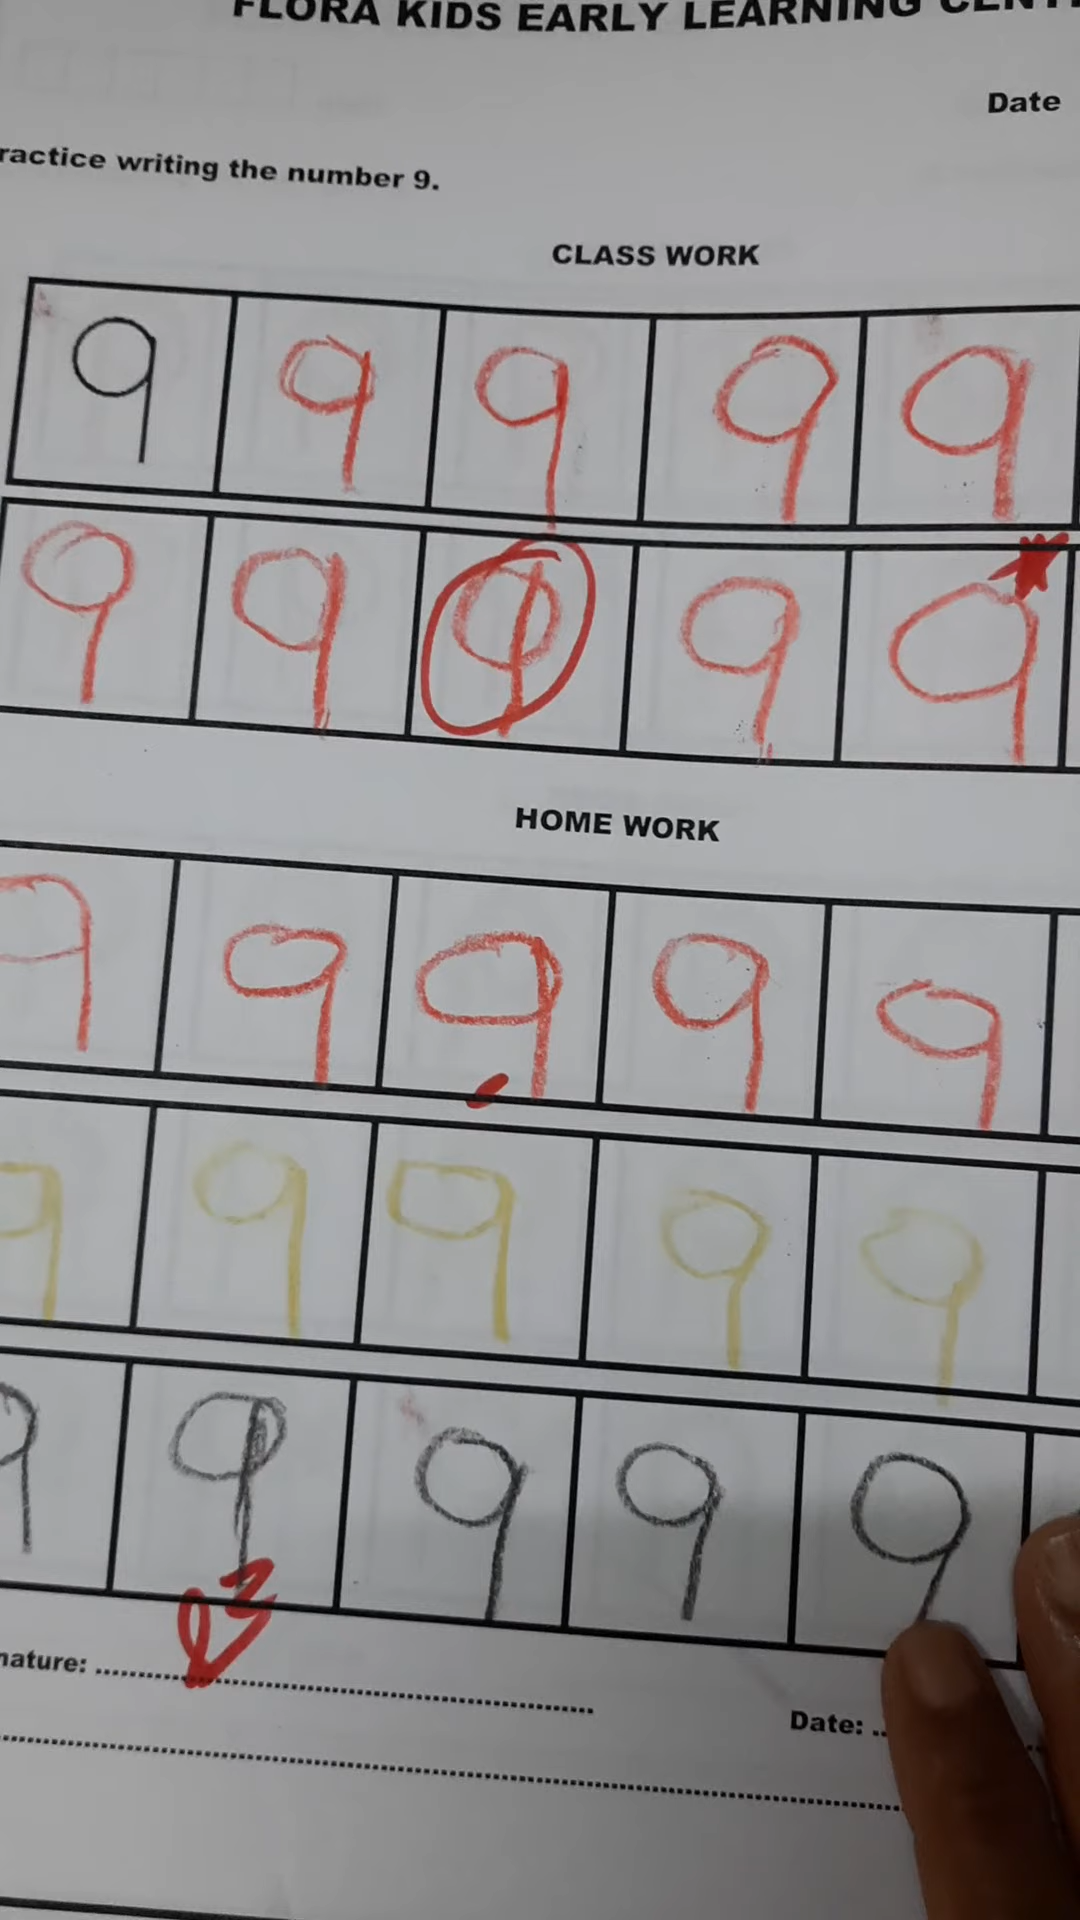 FLORA KIDS EARLY LEARNING
Date
writing the number 9.
CLASS WORK
9 9 9 9 9
9 9 9 9 9
HOME WORK
9 9 9 9 9
9 9 9 9 9
9 9 9 9 9
Date: